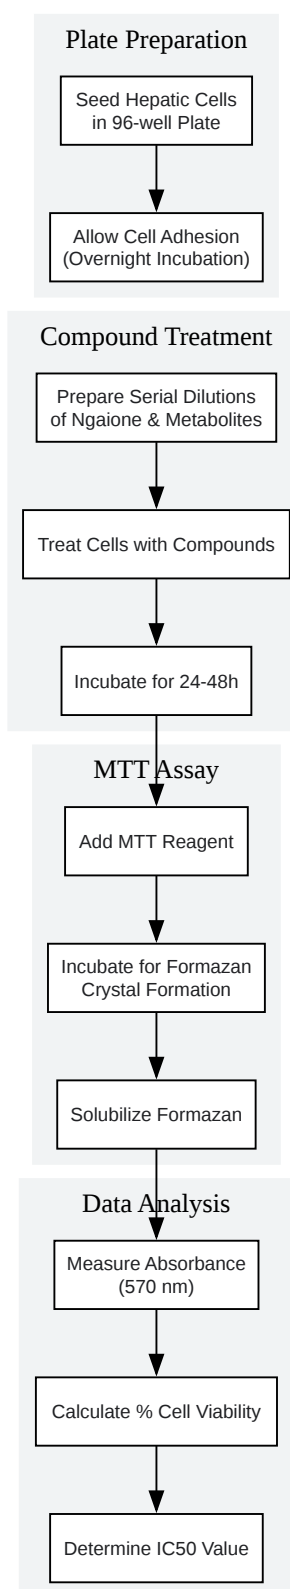 Plate Preparation
Seed Hepatic Cells
in 96-well Plate
Allow Cell Adhesion
(Overnight Incubation)
Compound Treatment
Prepare Serial Dilutions
of Ngaione & Metabolites
Treat Cells with Compounds
Incubate for 24-48h
MTT Assay
Add MTT Reagent
Incubate for Formazan
Crystal Formation
Solubilize Formazan
Data Analysis
Measure Absorbance
(570 nm)
Calculate % Cell Viability
Determine IC50 Value